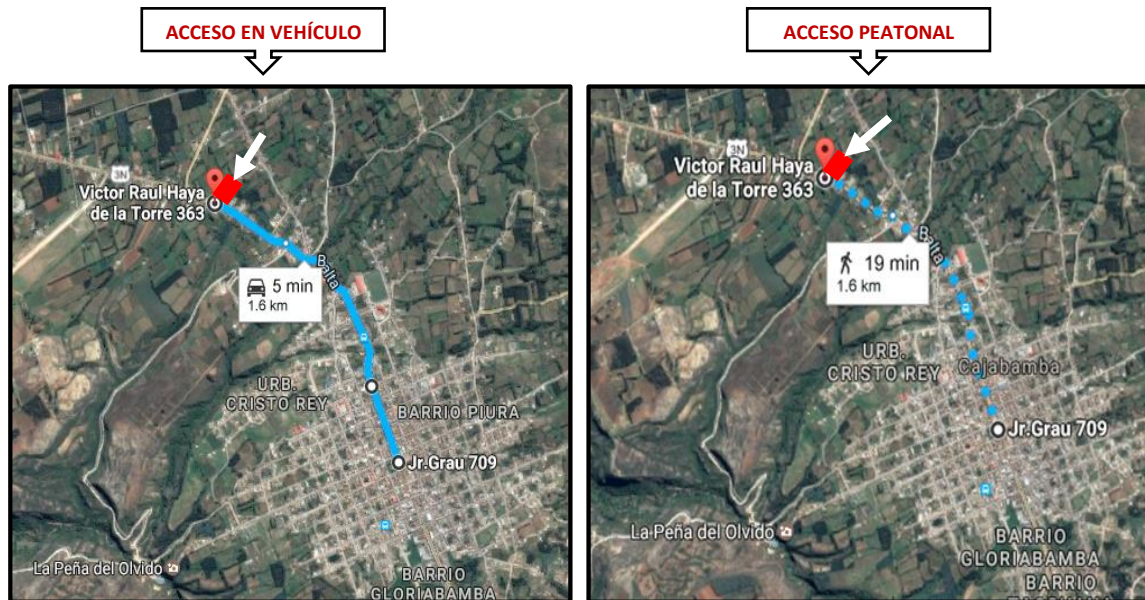 ACCESO EN VEHÍCULO
3N
Victor Raul Haya
de la Torre 363
Balta
5 min
1.6 km
URB.
CRISTO REY
BARRIO PIURA
Jr.Grau 709
La Peña del Olvido
BARRIO
GLORIABAMBA
ACCESO PEATONAL
3N
Victor Raul Haya
de la Torre 363
Balta
19 min
1.6 km
URB.
CRISTO REY
Cajabamba
Jr.Grau 709
La Peña del Olvido
BARRIO
GLORIABAMBA
BARRIO